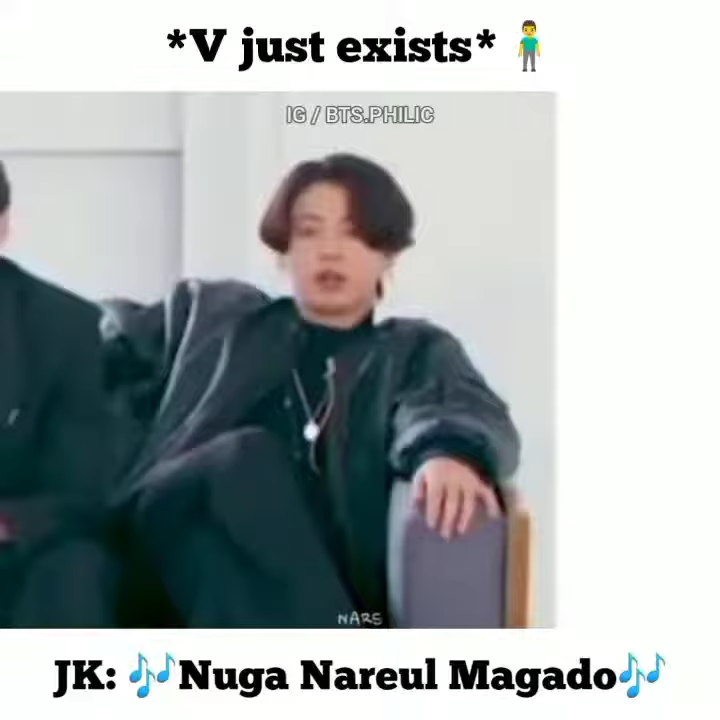 *V just exists* 🧍‍♂️
IG / BTS.PHILIC
NARS
JK: 🎶Nuga Nareul Magado🎶